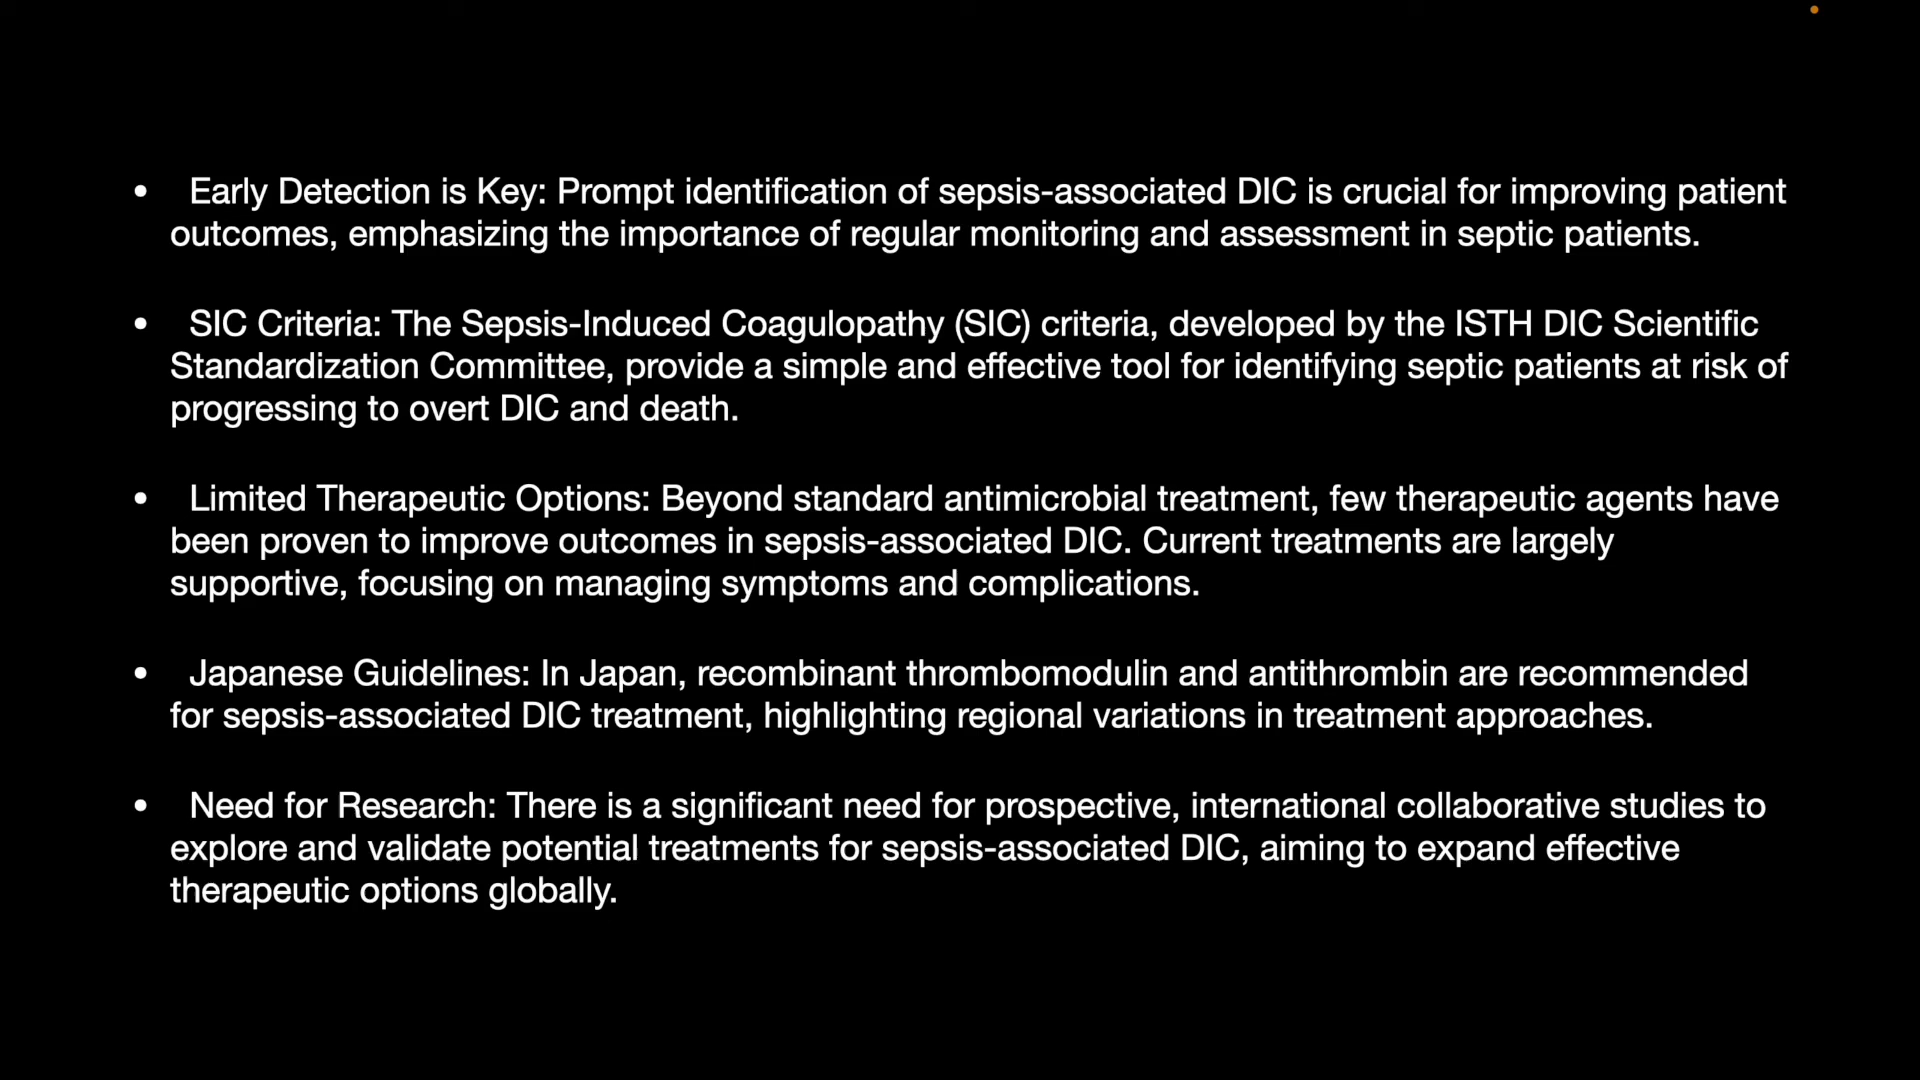 • Early Detection is Key: Prompt identification of sepsis-associated DIC is crucial for improving patient
outcomes, emphasizing the importance of regular monitoring and assessment in septic patients.
• SIC Criteria: The Sepsis-Induced Coagulopathy (SIC) criteria, developed by the ISTH DIC Scientific
Standardization Committee, provide a simple and effective tool for identifying septic patients at risk of
progressing to overt DIC and death.
• Limited Therapeutic Options: Beyond standard antimicrobial treatment, few therapeutic agents have
been proven to improve outcomes in sepsis-associated DIC. Current treatments are largely
supportive, focusing on managing symptoms and complications.
• Japanese Guidelines: In Japan, recombinant thrombomodulin and antithrombin are recommended
for sepsis-associated DIC treatment, highlighting regional variations in treatment approaches.
• Need for Research: There is a significant need for prospective, international collaborative studies to
explore and validate potential treatments for sepsis-associated DIC, aiming to expand effective
therapeutic options globally.